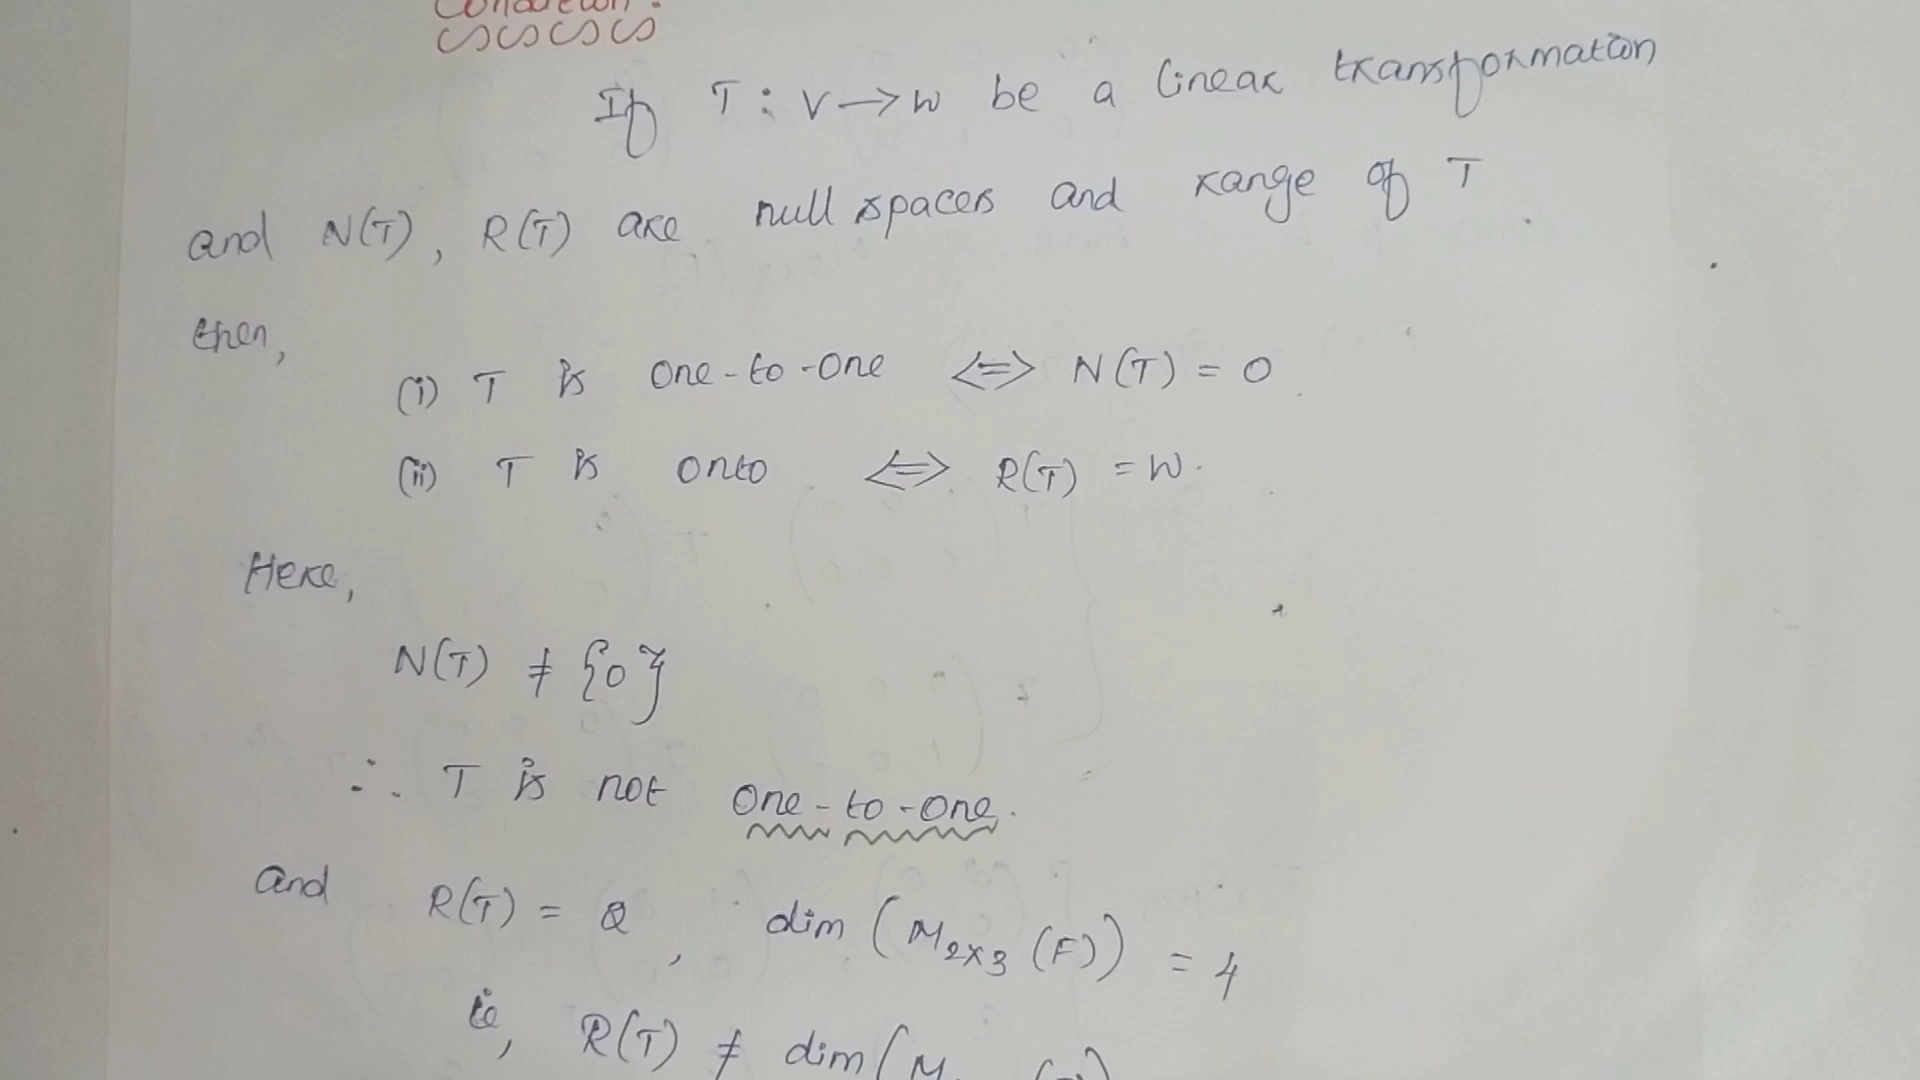 If T : V → W be a linear transformation
and N(T), R(T) are null spaces and range of T.
then,
(i) T is one-to-one ⇔ N(T) = 0.
(ii) T is onto ⇔ R(T) = W.
Here,
N(T) ≠ {0}
∴ T is not one-to-one.
and R(T) = 2, dim (M₂ₓ₃ (F)) = 4
ie, R(T) ≠ dim (M